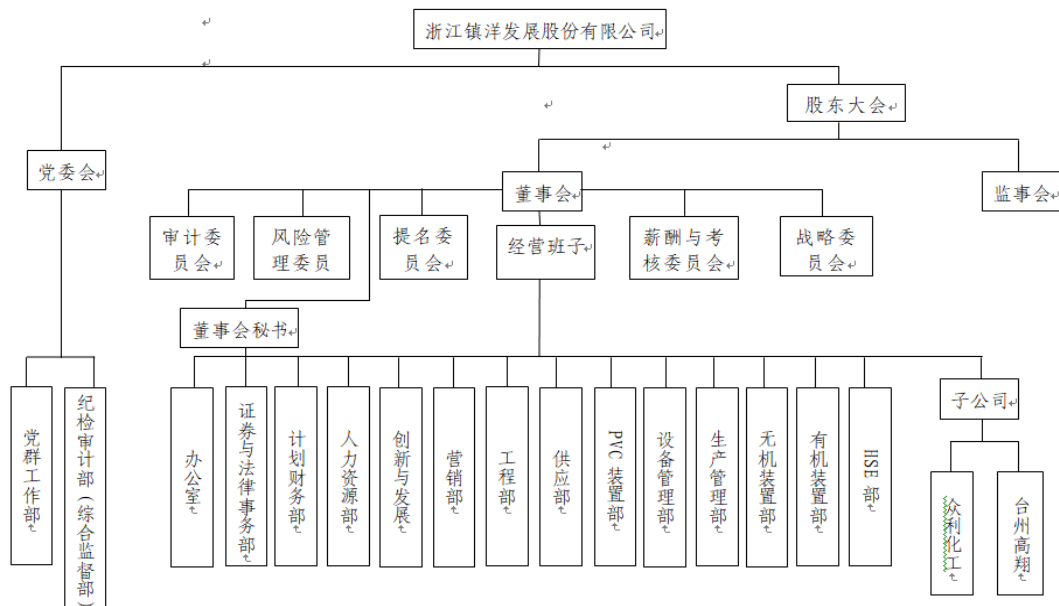 浙江镇洋发展股份有限公司
股东大会
党委会
董事会
监事会
审计委
员会
风险管
理委员
提名委
员会
经营班子
薪酬与考
核委员会
战略委
员会
董事会秘书
党群工作部
纪检审计部（综合监督部）
办公室
证券与法律事务部
计划财务部
人力资源部
创新与发展
营销部
工程部
供应部
PVC 装置部
设备管理部
生产管理部
无机装置部
有机装置部
HSE 部
子公司
众利化工
台州高翔